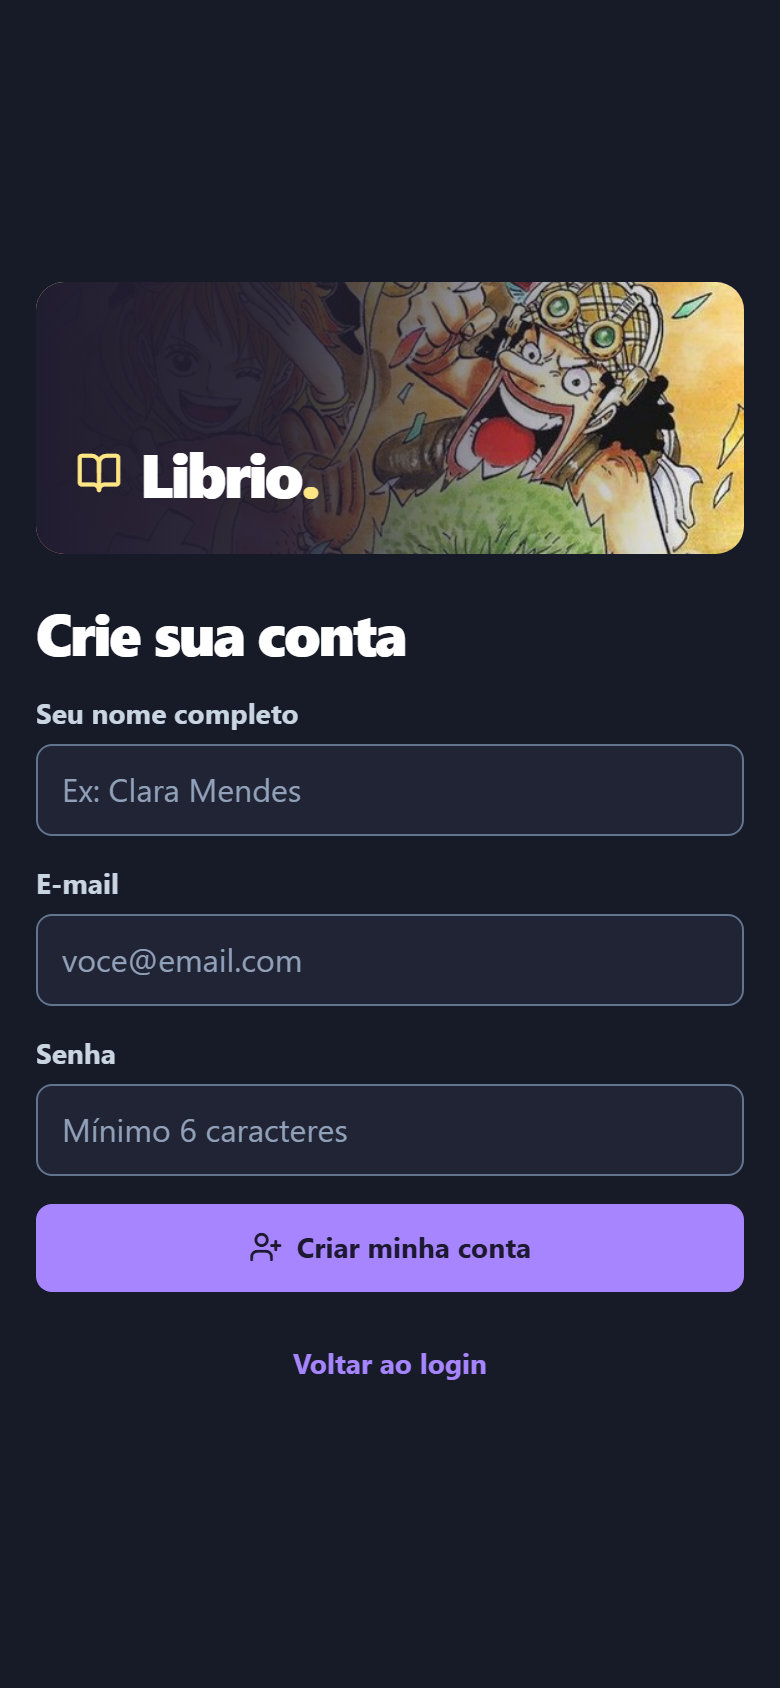 Librio.
Crie sua conta
Seu nome completo
Ex: Clara Mendes
E-mail
voce@email.com
Senha
Mínimo 6 caracteres
Criar minha conta
Voltar ao login